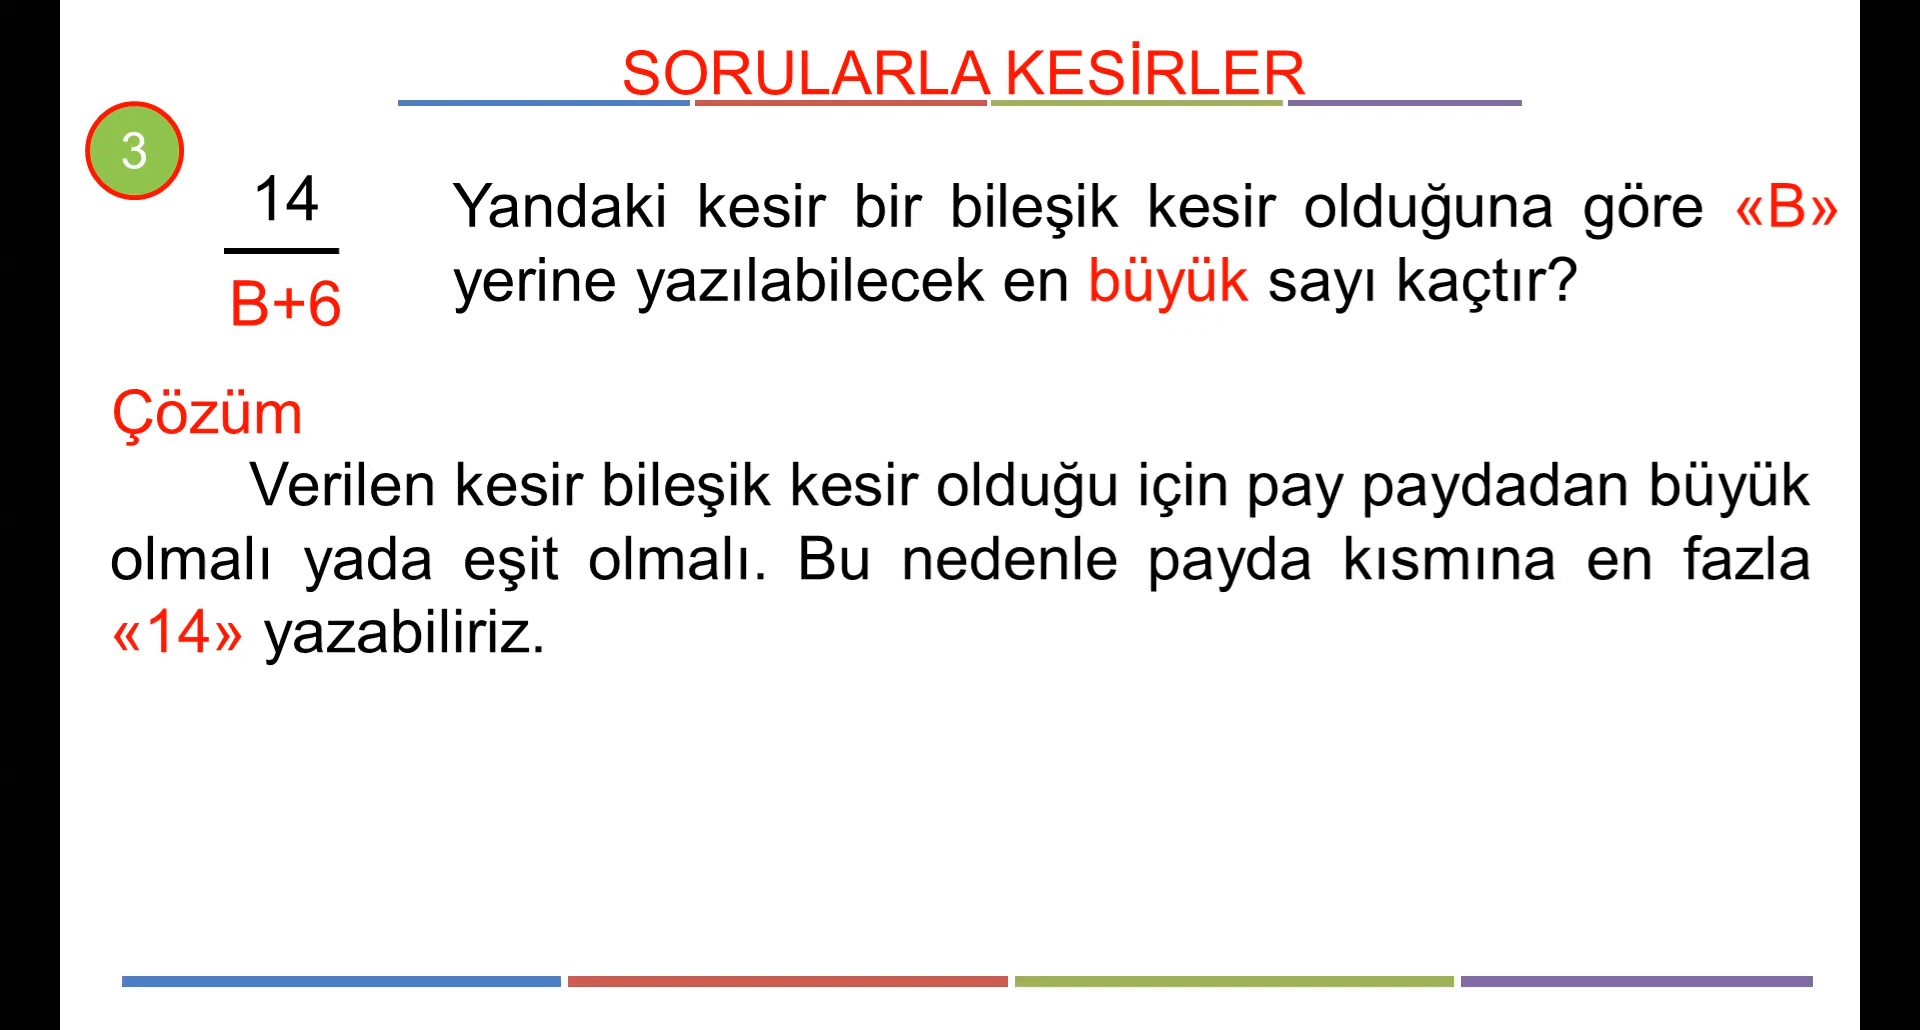 SORULARLA KESİRLER
3
14
B+6
Yandaki kesir bir bileşik kesir olduğuna göre «B»
yerine yazılabilecek en büyük sayı kaçtır?
Çözüm
Verilen kesir bileşik kesir olduğu için pay paydadan büyük
olmalı yada eşit olmalı. Bu nedenle payda kısmına en fazla
«14» yazabiliriz.